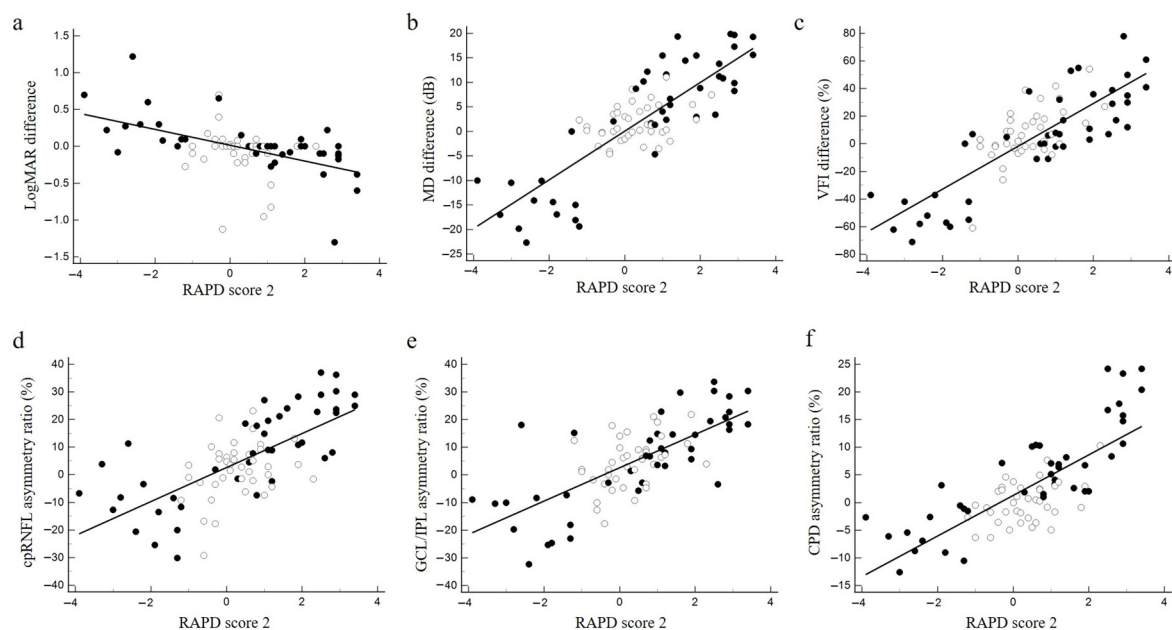 a
LogMAR difference
1.5
1.0
0.5
0.0
−0.5
−1.0
−1.5
−4 −2 0 2 4
RAPD score 2
b
MD difference (dB)
20
15
10
5
0
−5
−10
−15
−20
−25
−4 −2 0 2 4
RAPD score 2
c
VFI difference (%)
80
60
40
20
0
−20
−40
−60
−80
−4 −2 0 2 4
RAPD score 2
d
cpRNFL asymmetry ratio (%)
40
30
20
10
0
−10
−20
−30
−40
−4 −2 0 2 4
RAPD score 2
e
GCL/IPL asymmetry ratio (%)
40
30
20
10
0
−10
−20
−30
−40
−4 −2 0 2 4
RAPD score 2
f
CPD asymmetry ratio (%)
25
20
15
10
5
0
−5
−10
−15
−4 −2 0 2 4
RAPD score 2